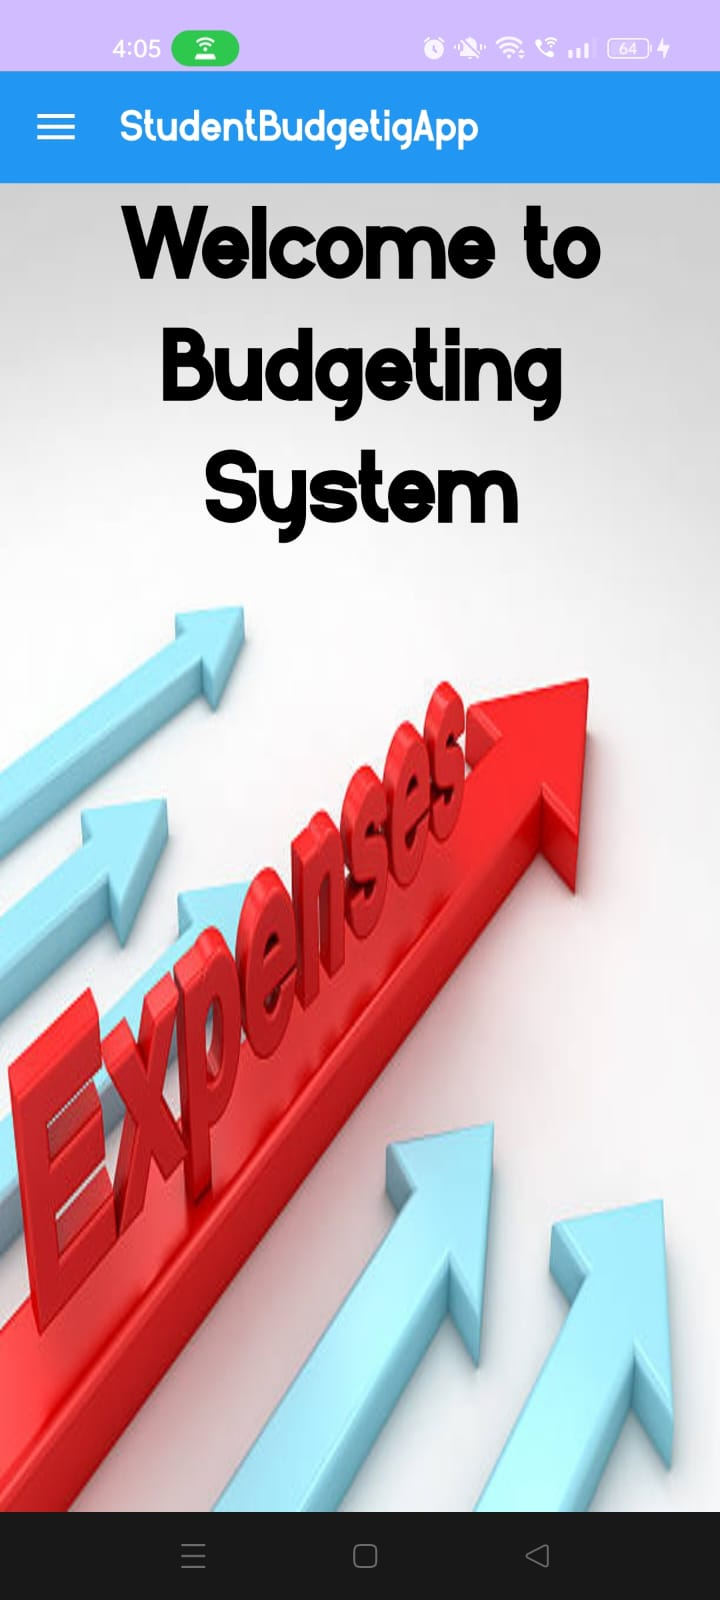 4:05
64
StudentBudgetigApp
Welcome to
Budgeting
System
Expenses